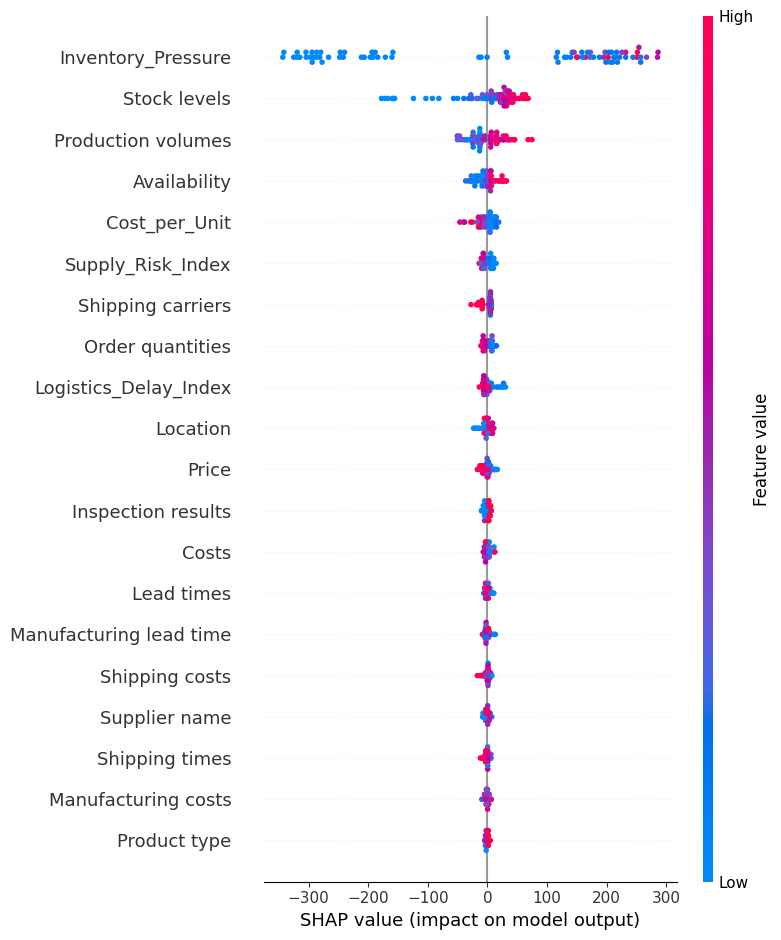 High
Inventory_Pressure
Stock levels
Production volumes
Availability
Cost_per_Unit
Supply_Risk_Index
Shipping carriers
Order quantities
Logistics_Delay_Index
Location
Price
Inspection results
Costs
Lead times
Manufacturing lead time
Shipping costs
Supplier name
Shipping times
Manufacturing costs
Product type
Feature value
Low
−300 −200 −100 0 100 200 300
SHAP value (impact on model output)